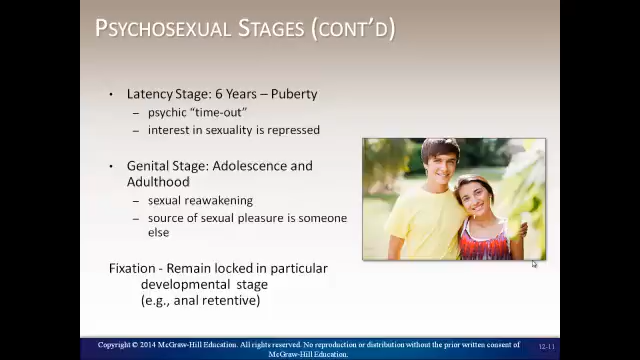 PSYCHOSEXUAL STAGES (CONT'D)
• Latency Stage: 6 Years – Puberty
– psychic “time-out”
– interest in sexuality is repressed
• Genital Stage: Adolescence and
Adulthood
– sexual reawakening
– source of sexual pleasure is someone
else
Fixation - Remain locked in particular
developmental stage
(e.g., anal retentive)
Copyright © 2014 McGraw-Hill Education. All rights reserved. No reproduction or distribution without the prior written consent of
McGraw-Hill Education.
12-11